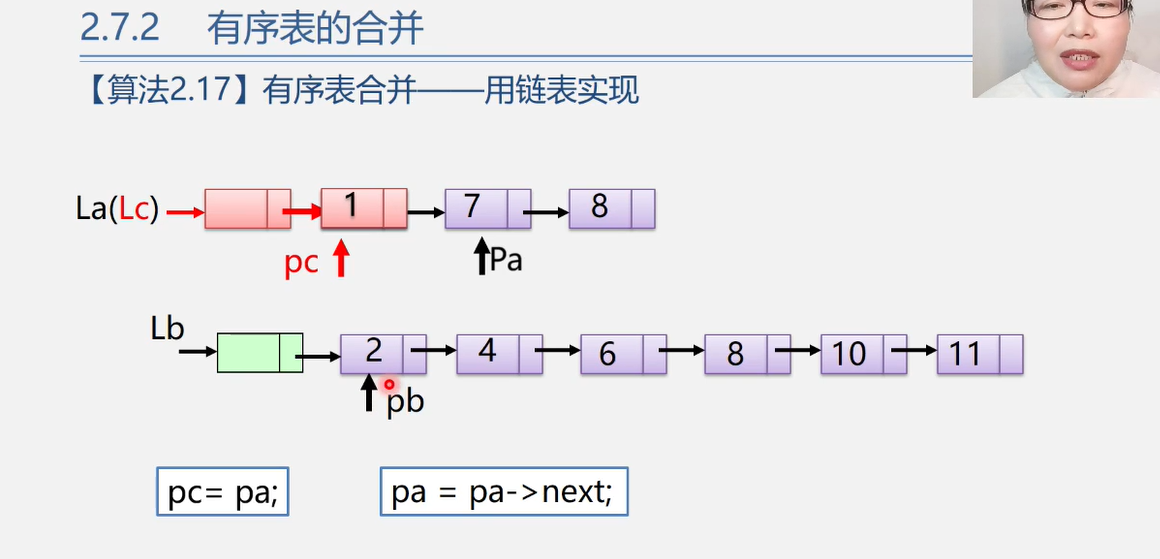 2.7.2 有序表的合并
【算法2.17】有序表合并——用链表实现
La(Lc) 1 7 8
pc Pa
Lb
2 4 6 8 10 11
pb
pc= pa; pa = pa->next;